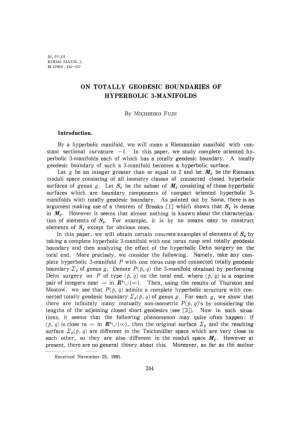 M. FUJII
KODAI MATH. J.
15 (1992), 244—257
ON TOTALLY GEODESIC BOUNDARIES OF
HYPERBOLIC 3-MANIFOLDS
By MICHIHIKO FUJII
Introduction.
By a hyperbolic manifold, we will mean a Riemannian manifold with con-
stant sectional curvature −1. In this paper, we study complete oriented hy-
perbolic 3-manifolds each of which has a totally geodesic boundary. A totally
geodesic boundary of such a 3-manifold becomes a hyperbolic surface.
Let g be an integer greater than or equal to 2 and let M_g be the Riemann
moduli space consisting of all isometry classes of connected closed hyperbolic
surfaces of genus g. Let S_g be the subset of M_g consisting of those hyperbolic
surfaces which are boundary components of compact oriented hyperbolic 3-
manifolds with totally geodesic boundary. As pointed out by Soma, there is an
argument making use of a theorem of Brooks [1] which shows that S_g is dense
in M_g. However it seems that almost nothing is known about the characteriza-
tion of elements of S_g. For example, it is by no means easy to construct
elements of S_g except for obvious ones.
In this paper, we will obtain certain concrete examples of elements of S_g by
taking a complete hyperbolic 3-manifold with one torus cusp and totally geodesic
boundary and then analyzing the effect of the hyperbolic Dehn surgery on the
toral end. More precisely, we consider the following. Namely, take any com-
plete hyperbolic 3-manifold P with one torus cusp and connected totally geodesic
boundary Σ_g of genus g. Denote P(p, q) the 3-manifold obtained by performing
Dehn surgery on P of type (p, q) on the toral end, where (p, q) is a coprime
pair of integers near ∞ in R²∪{∞}. Then, using the results of Thurston and
Mostow, we see that P(p, q) admits a complete hyperbolic structure with con-
nected totally geodesic boundary Σ_g(p, q) of genus g. For each g, we show that
there are infinitely many mutually non-isometric P(p, q)'s by considering the
lengths of the adjoining closed short geodesics (see [3]). Now in such situa-
tions, it seems that the following phenomenon may quite often happen: if
(p, q) is close to ∞ in R²∪{∞}, then the original surface Σ_g and the resulting
surface Σ_g(p, q) are different in the Teichmüller space which are very close to
each other, so they are also different in the moduli space M_g. However at
present, there are no general theory about this. Moreover, as far as the author
Received November 25, 1991.
244